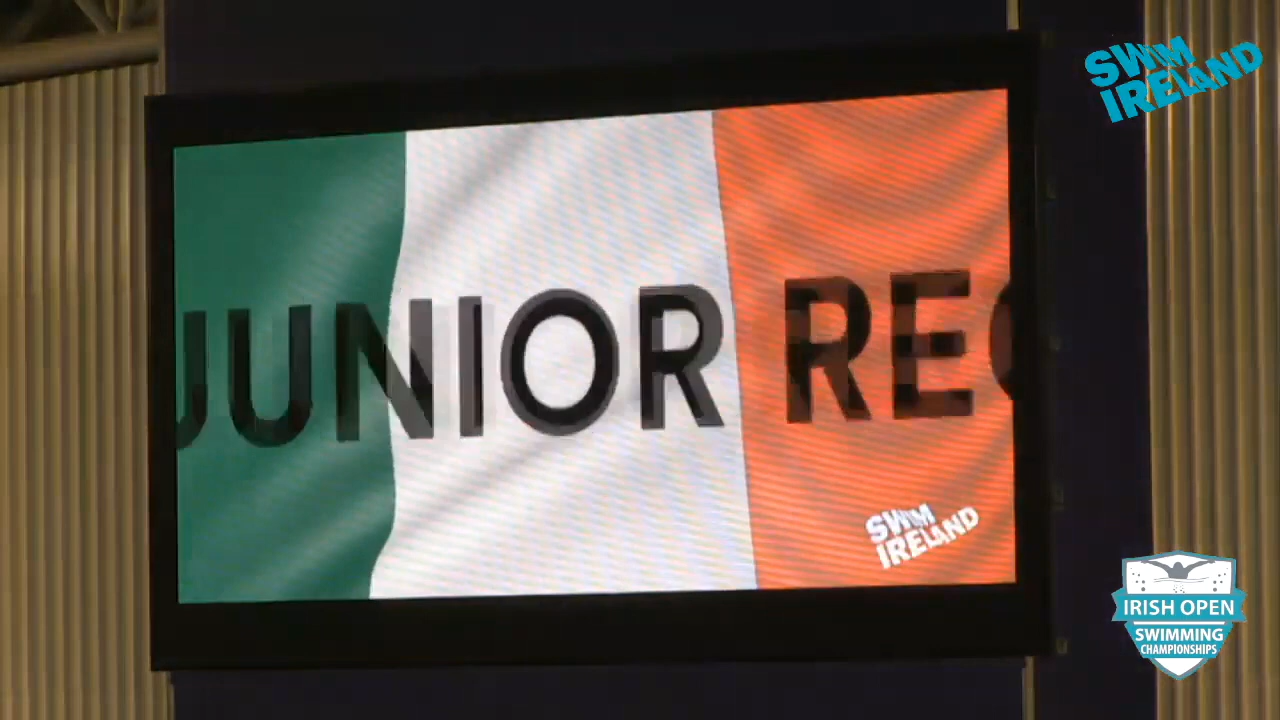 SWIM
IRELAND
JUNIOR REC
SWIM
IRELAND
IRISH OPEN
SWIMMING
CHAMPIONSHIPS